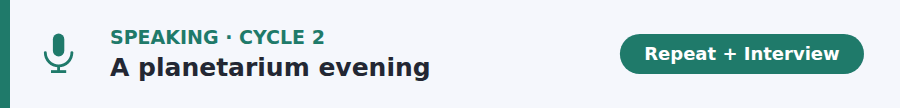 SPEAKING · CYCLE 2
A planetarium evening
Repeat + Interview